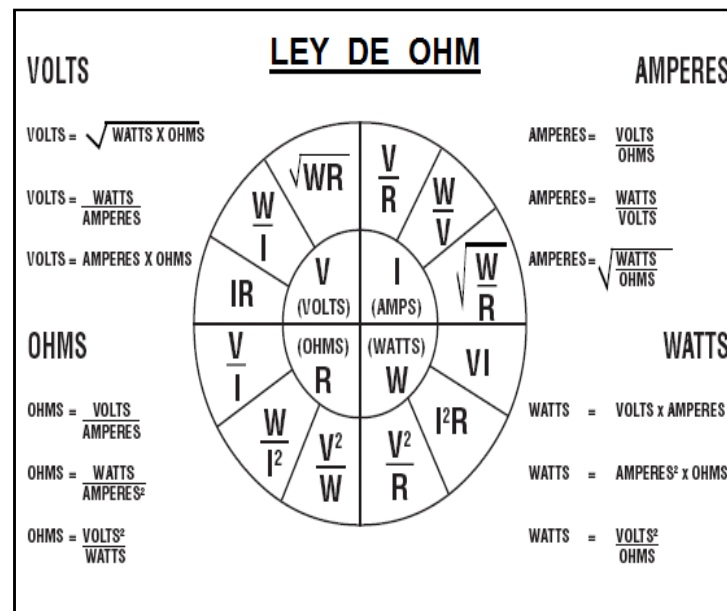 LEY DE OHM
VOLTS
VOLTS = √WATTS X OHMS
VOLTS = WATTS
AMPERES
VOLTS = AMPERES X OHMS
AMPERES
AMPERES = VOLTS
OHMS
AMPERES = WATTS
VOLTS
AMPERES = √WATTS
OHMS
√WR
W
I
IR
V
(VOLTS)
V
R
W
V
√W
R
I
(AMPS)
V
I
W
I²
V²
W
(OHMS)
R
VI
I²R
V²
R
(WATTS)
W
OHMS
OHMS = VOLTS
AMPERES
OHMS = WATTS
AMPERES²
OHMS = VOLTS²
WATTS
WATTS
WATTS = VOLTS x AMPERES
WATTS = AMPERES² x OHMS
WATTS = VOLTS²
OHMS